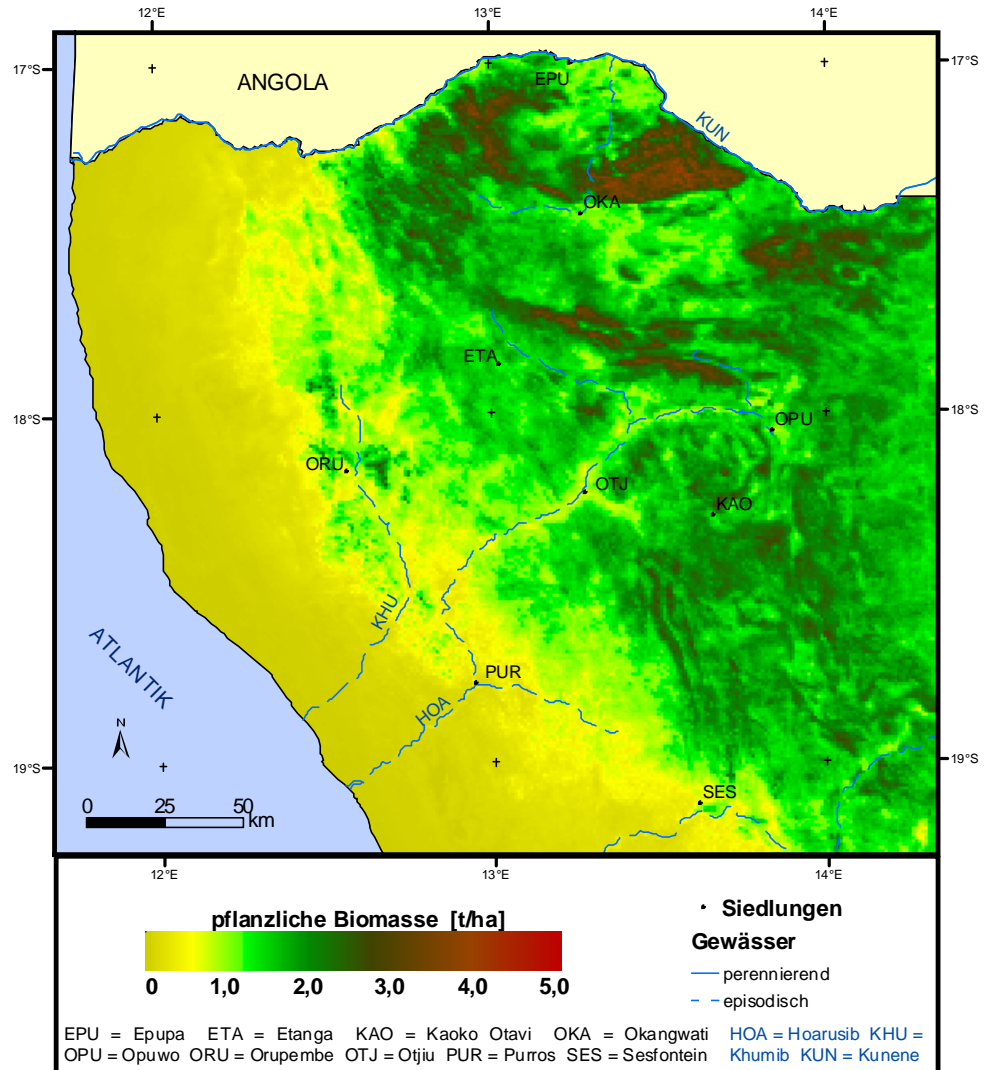 12°E 13°E 14°E
17°S 17°S
ANGOLA
EPU
KUN
OKA
ETA
18°S 18°S
OPU
ORU
OTJ
KAO
KHU
ATLANTIK
PUR
HOA
N
19°S 19°S
SES
0 25 50
km
12°E 13°E 14°E
pflanzliche Biomasse [t/ha]
0 1,0 2,0 3,0 4,0 5,0
Siedlungen
Gewässer
perennierend
episodisch
EPU = Epupa ETA = Etanga KAO = Kaoko Otavi OKA = Okangwati HOA = Hoarusib KHU =
OPU = Opuwo ORU = Orupembe OTJ = Otjiu PUR = Purros SES = Sesfontein Khumib KUN = Kunene